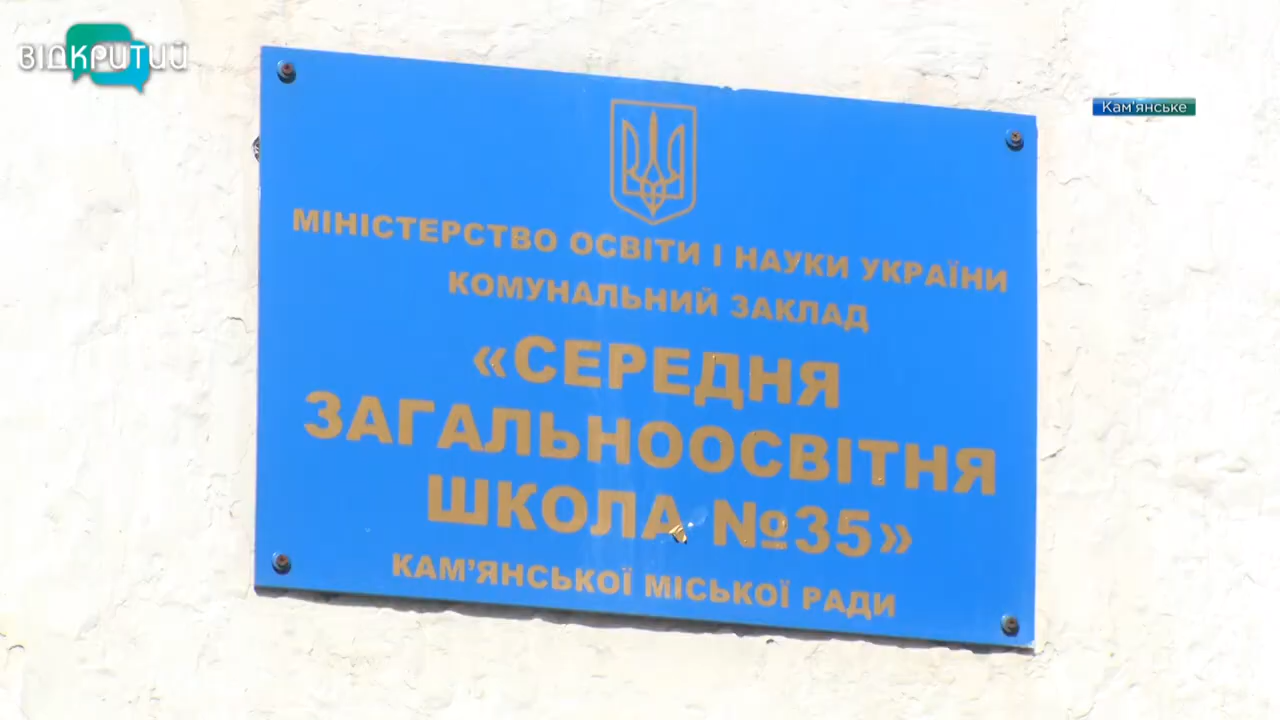 ВІДКРИТИЙ
Кам'янське
МІНІСТЕРСТВО ОСВІТИ І НАУКИ УКРАЇНИ
КОМУНАЛЬНИЙ ЗАКЛАД
«СЕРЕДНЯ
ЗАГАЛЬНООСВІТНЯ
ШКОЛА №35»
КАМ’ЯНСЬКОЇ МІСЬКОЇ РАДИ